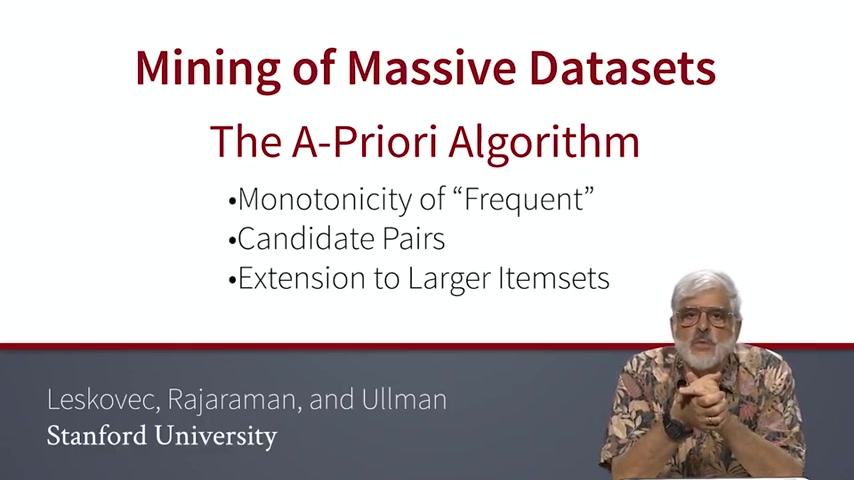 Mining of Massive Datasets
The A-Priori Algorithm
•Monotonicity of “Frequent”
•Candidate Pairs
•Extension to Larger Itemsets
Leskovec, Rajaraman, and Ullman
Stanford University